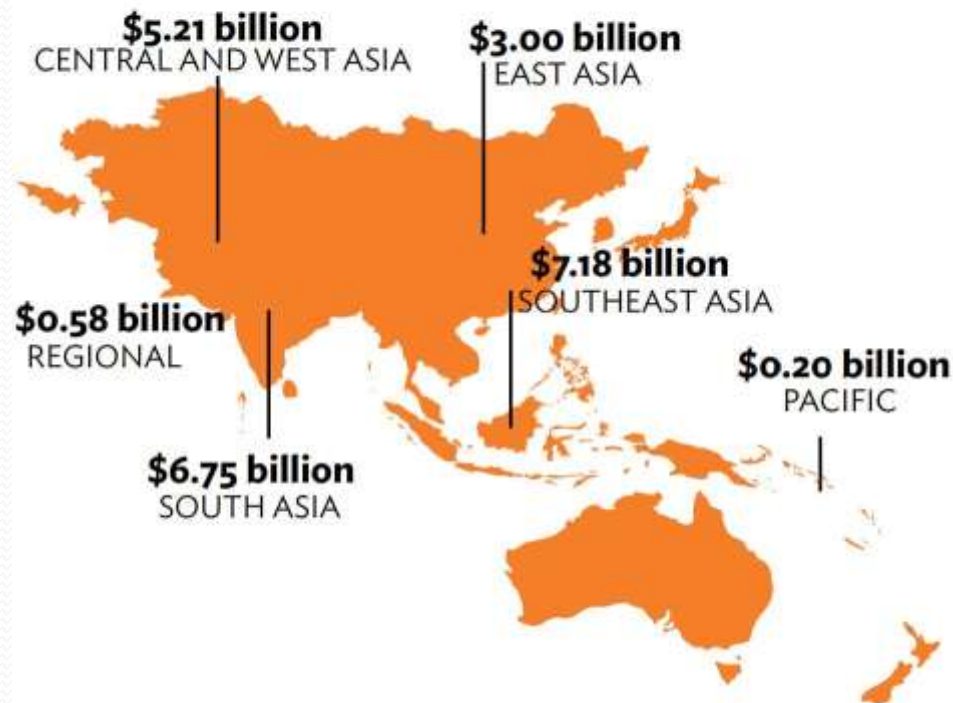 $5.21 billion
CENTRAL AND WEST ASIA
$3.00 billion
EAST ASIA
$7.18 billion
SOUTHEAST ASIA
$0.58 billion
REGIONAL
$0.20 billion
PACIFIC
$6.75 billion
SOUTH ASIA